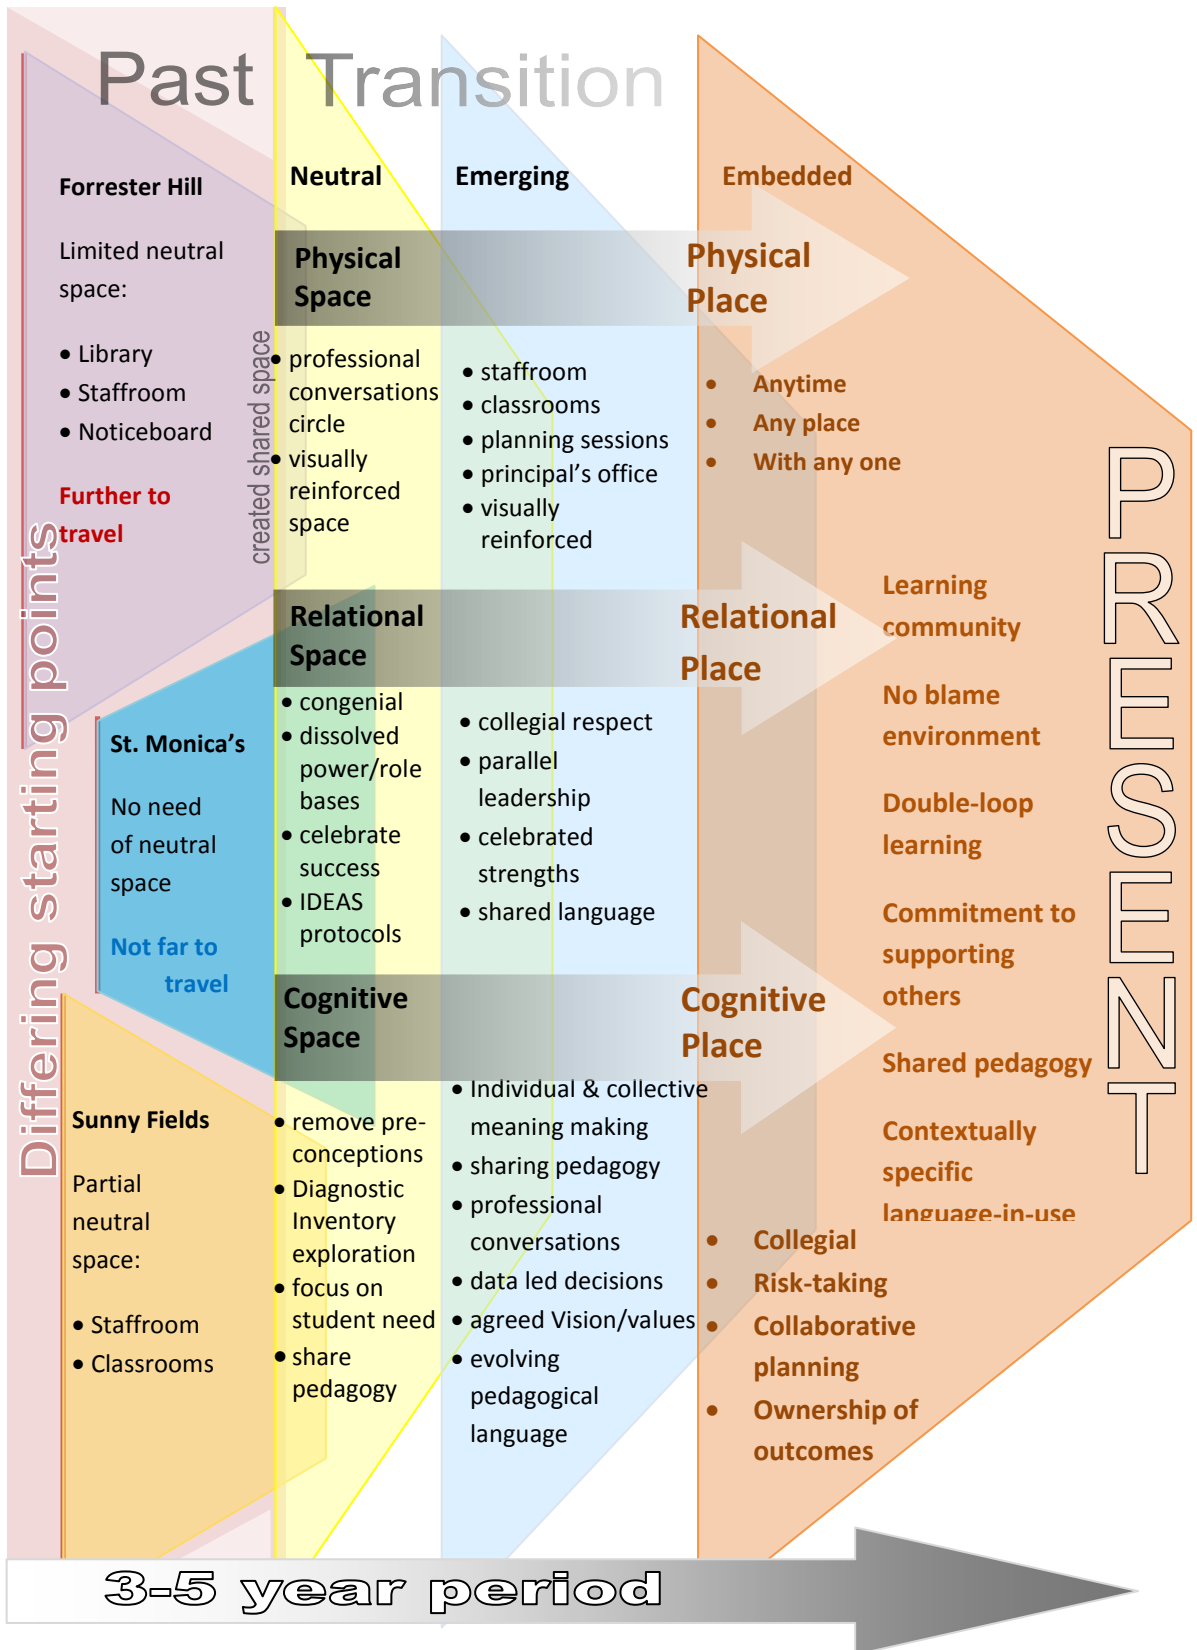 Past Transition
Differing starting points
Forrester Hill
Limited neutral
space:
• Library
• Staffroom
• Noticeboard
Further to
travel
St. Monica's
No need
of neutral
space
Not far to
travel
Sunny Fields
Partial
neutral
space:
• Staffroom
• Classrooms
created shared space
Neutral
Physical
Space
• professional
conversations
circle
• visually
reinforced
space
Relational
Space
• congenial
• dissolved
power/role
bases
• celebrate
success
• IDEAS
protocols
Cognitive
Space
• remove pre-
conceptions
• Diagnostic
Inventory
exploration
• focus on
student need
• share
pedagogy
Emerging
• staffroom
• classrooms
• planning sessions
• principal's office
• visually
reinforced
• collegial respect
• parallel
leadership
• celebrated
strengths
• shared language
• Individual & collective
meaning making
• sharing pedagogy
• professional
conversations
• data led decisions
• agreed Vision/values
• evolving
pedagogical
language
Embedded
Physical
Place
• Anytime
• Any place
• With any one
Relational
Place
Cognitive
Place
Learning
community
No blame
environment
Double-loop
learning
Commitment to
supporting
others
Shared pedagogy
Contextually
specific
language-in-use
• Collegial
• Risk-taking
• Collaborative
planning
• Ownership of
outcomes
PRESENT
3-5 year period